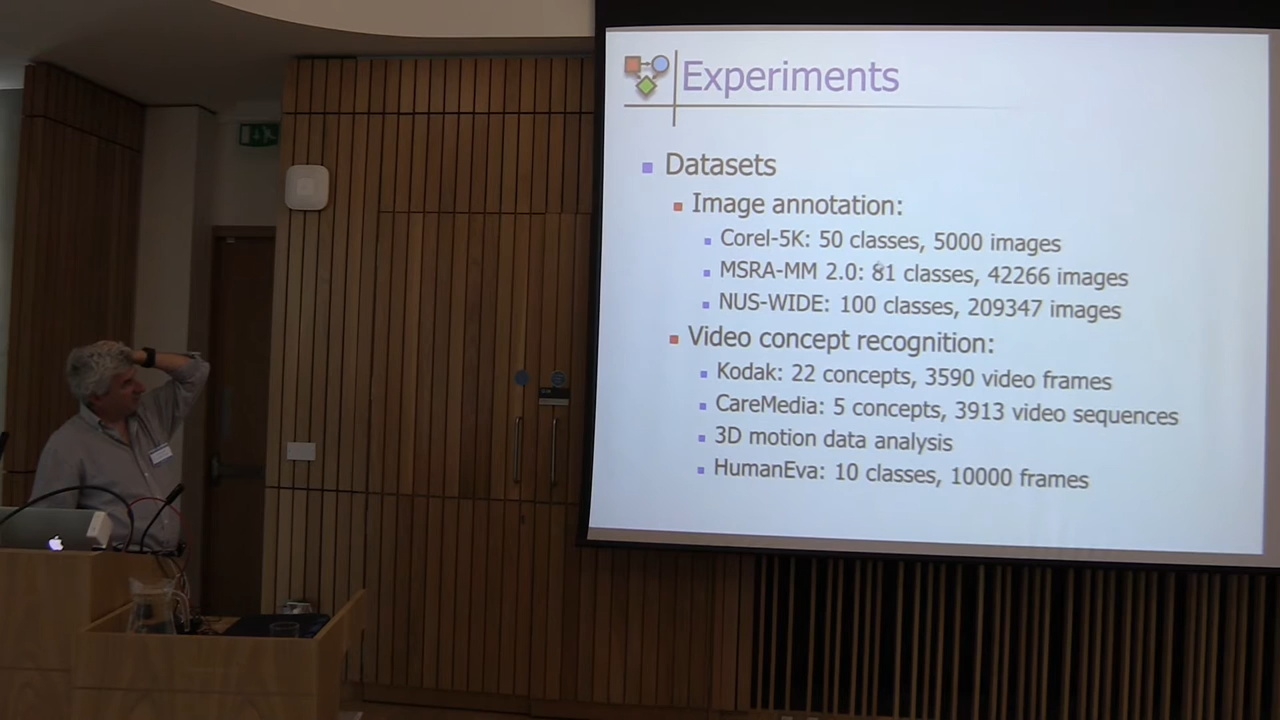 Experiments
Datasets
Image annotation:
Corel-5K: 50 classes, 5000 images
MSRA-MM 2.0: 81 classes, 42266 images
NUS-WIDE: 100 classes, 209347 images
Video concept recognition:
Kodak: 22 concepts, 3590 video frames
CareMedia: 5 concepts, 3913 video sequences
3D motion data analysis
HumanEva: 10 classes, 10000 frames